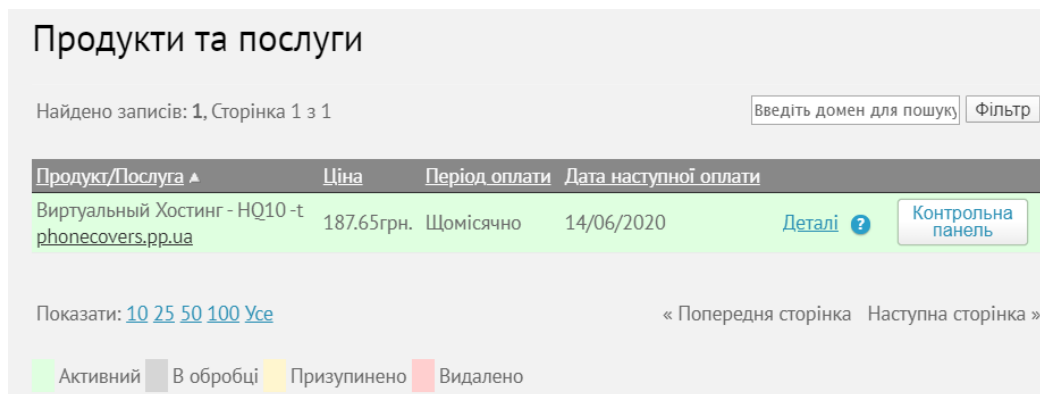 Продукти та послуги
Найдено записів: 1, Сторінка 1 з 1
Введіть домен для пошуку
Фільтр
Продукт/Послуга ▲ Ціна Період оплати Дата наступної оплати
Виртуальный Хостинг - HQ10 -t
phonecovers.pp.ua
187.65грн. Щомісячно 14/06/2020 Деталі ?
Контрольна
панель
Показати: 10 25 50 100 Усе
« Попередня сторінка Наступна сторінка »
Активний В обробці Призупинено Видалено